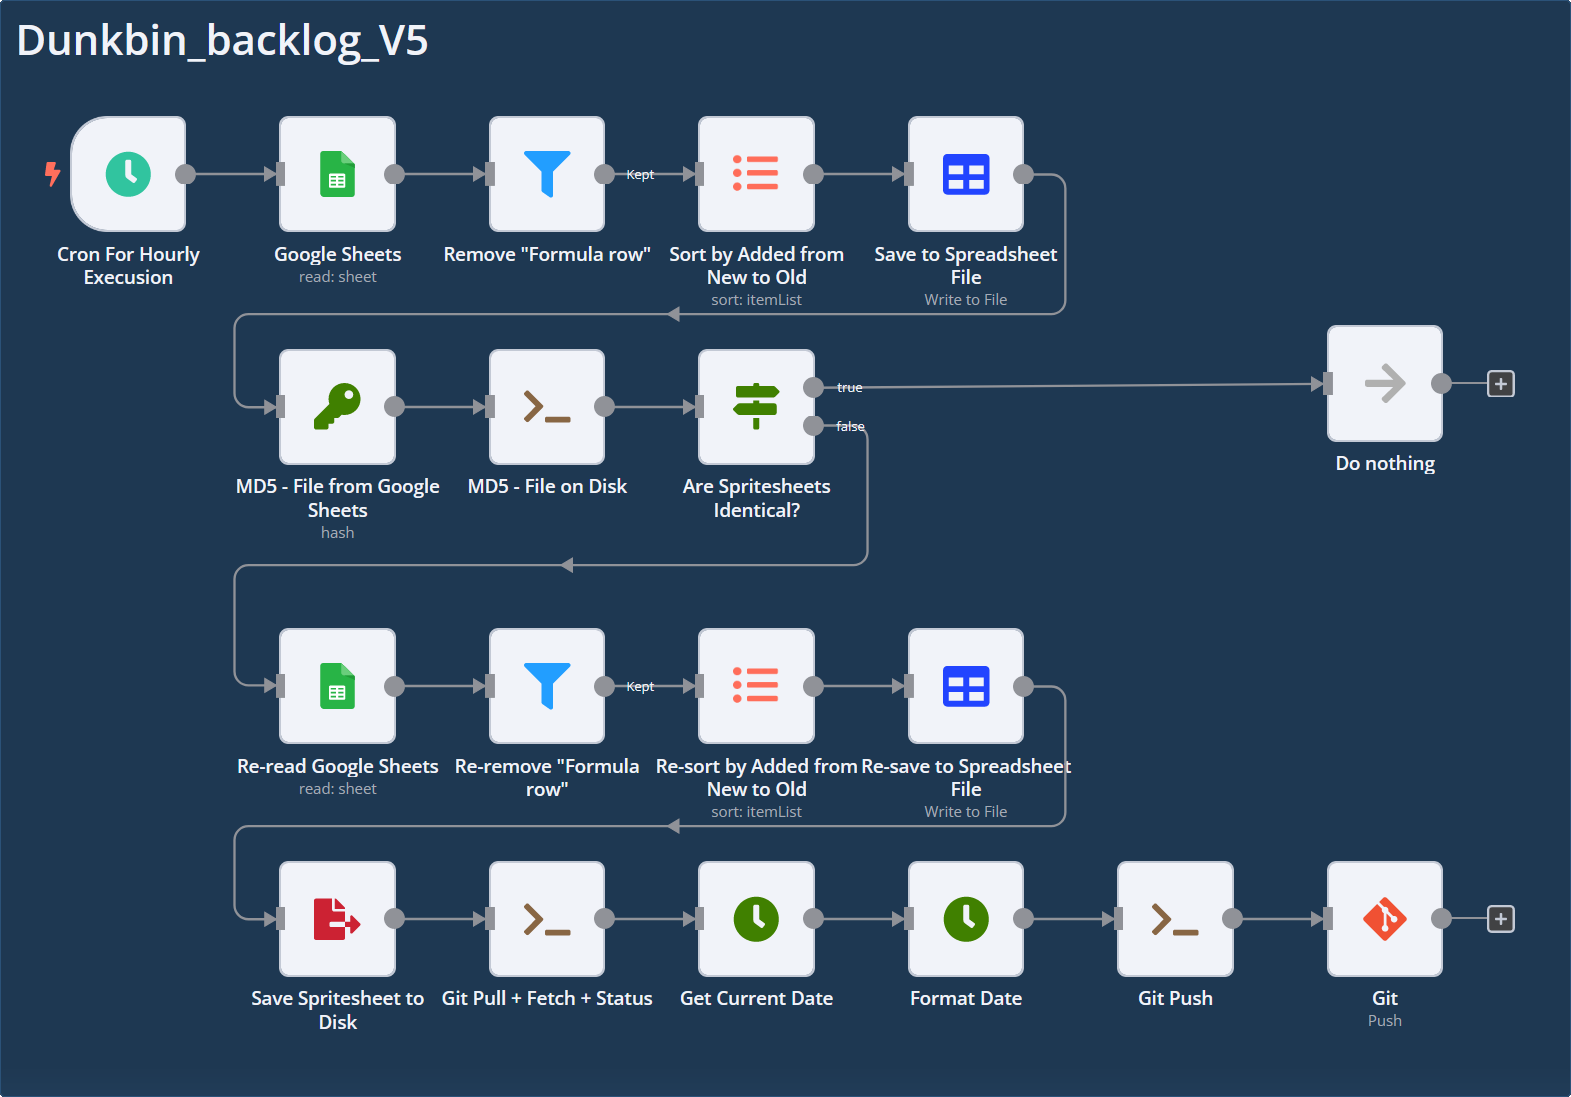 Dunkbin_backlog_V5
Kept
Cron For Hourly
Execusion
Google Sheets
read: sheet
Remove "Formula row"
Sort by Added from
New to Old
sort: itemList
Save to Spreadsheet
File
Write to File
true
false
MD5 - File from Google
Sheets
hash
MD5 - File on Disk
Are Spritesheets
Identical?
Do nothing
Kept
Re-read Google Sheets
read: sheet
Re-remove "Formula
row"
Re-sort by Added from
New to Old
sort: itemList
Re-save to Spreadsheet
File
Write to File
Save Spritesheet to
Disk
Git Pull + Fetch + Status
Get Current Date
Format Date
Git Push
Git
Push